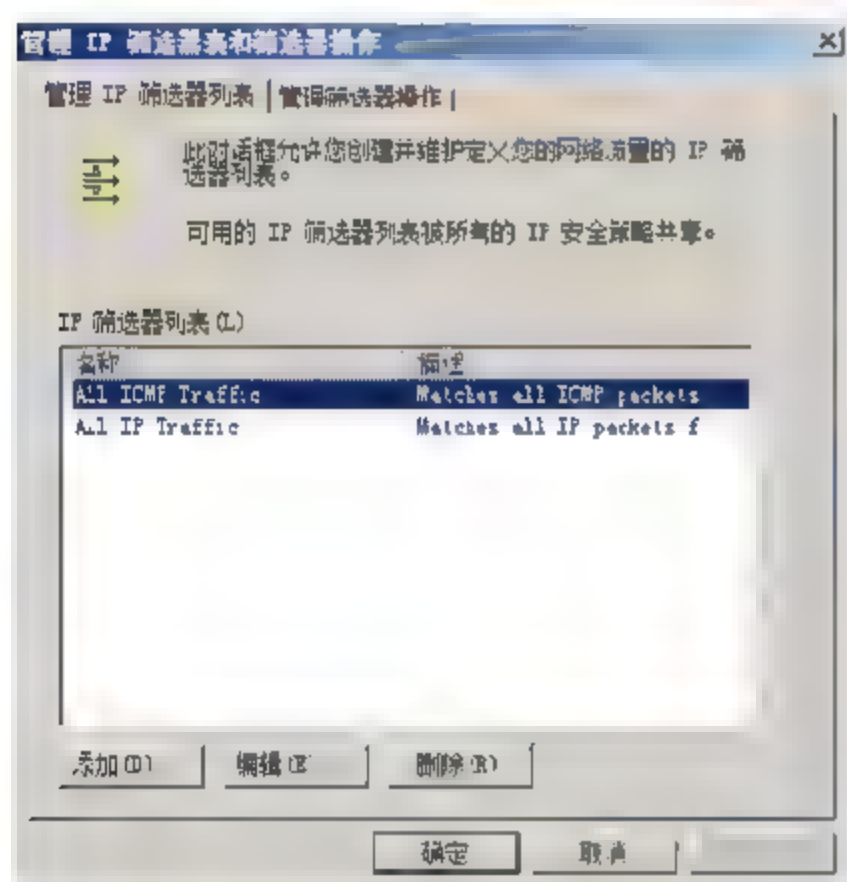 管理 IP 筛选器表和筛选器操作
管理 IP 筛选器列表 管理筛选器操作
此对话框允许您创建并维护定义您的网络流量的 IP 筛
选器列表。
可用的 IP 筛选器列表被所有的 IP 安全策略共享。
IP 筛选器列表(L)
名称 描述
All ICMP Traffic Matches all ICMP packets
All IP Traffic Matches all IP packets f
添加(D) 编辑(E) 删除(R)
确定 取消